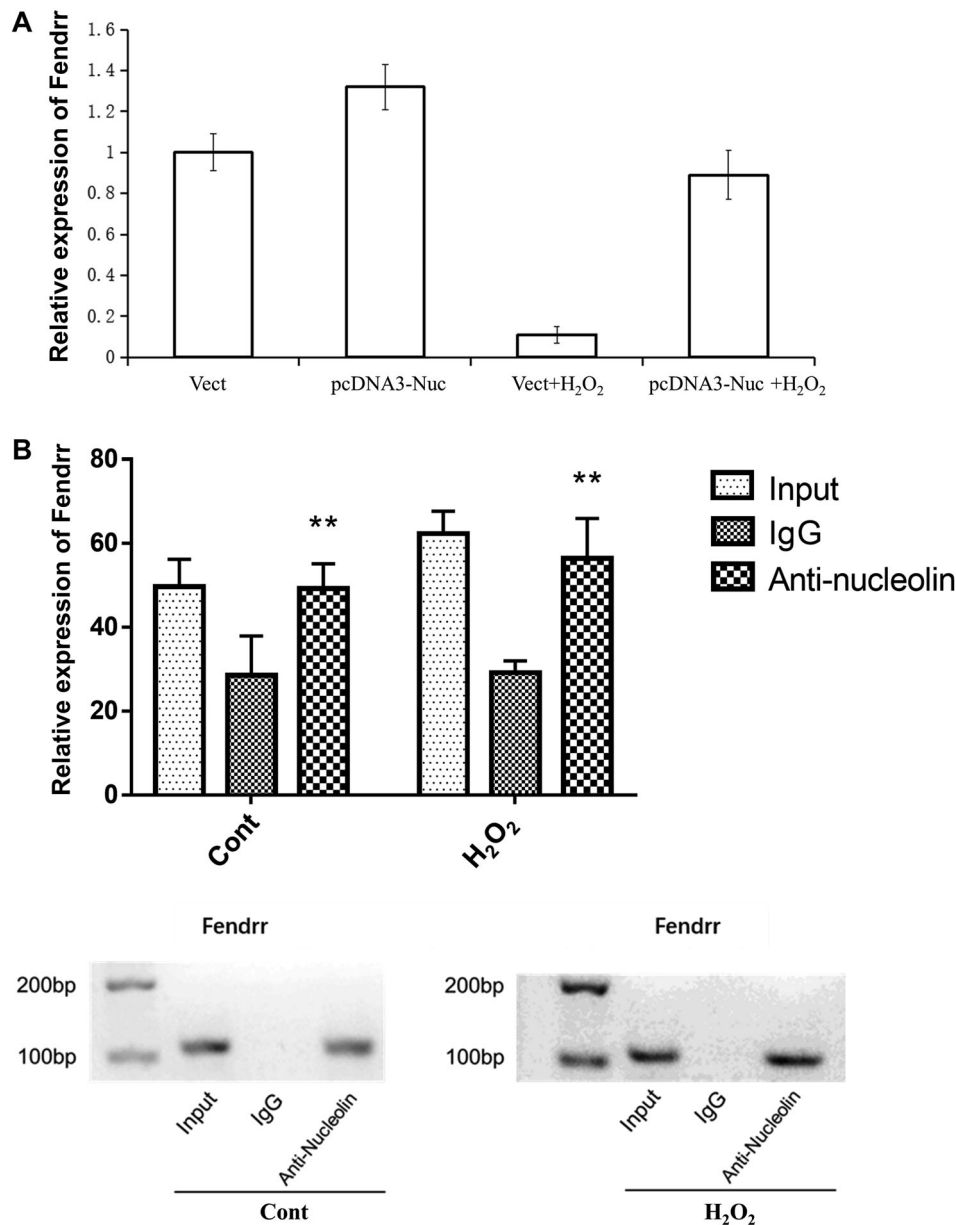 A
Relative expression of Fendrr
1.6
1.4
1.2
1
0.8
0.6
0.4
0.2
0
Vect pcDNA3-Nuc Vect+H₂O₂ pcDNA3-Nuc +H₂O₂
B
Relative expression of Fendrr
80
60
40
20
0
** **
Cont H₂O₂
Input
IgG
Anti-nucleolin
Fendrr
200bp
100bp
Input IgG Anti-Nucleolin
Cont
Fendrr
200bp
100bp
Input IgG Anti-Nucleolin
H₂O₂